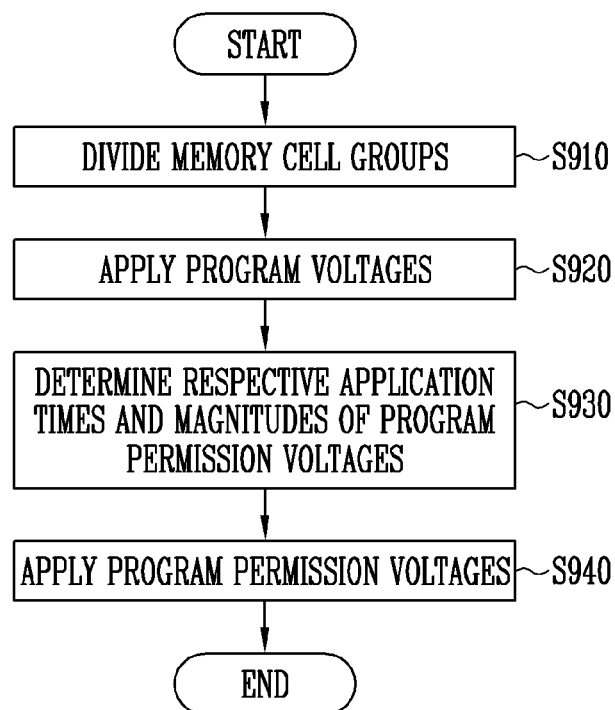 START
DIVIDE MEMORY CELL GROUPS
S910
APPLY PROGRAM VOLTAGES
S920
DETERMINE RESPECTIVE APPLICATION
TIMES AND MAGNITUDES OF PROGRAM
PERMISSION VOLTAGES
S930
APPLY PROGRAM PERMISSION VOLTAGES
S940
END